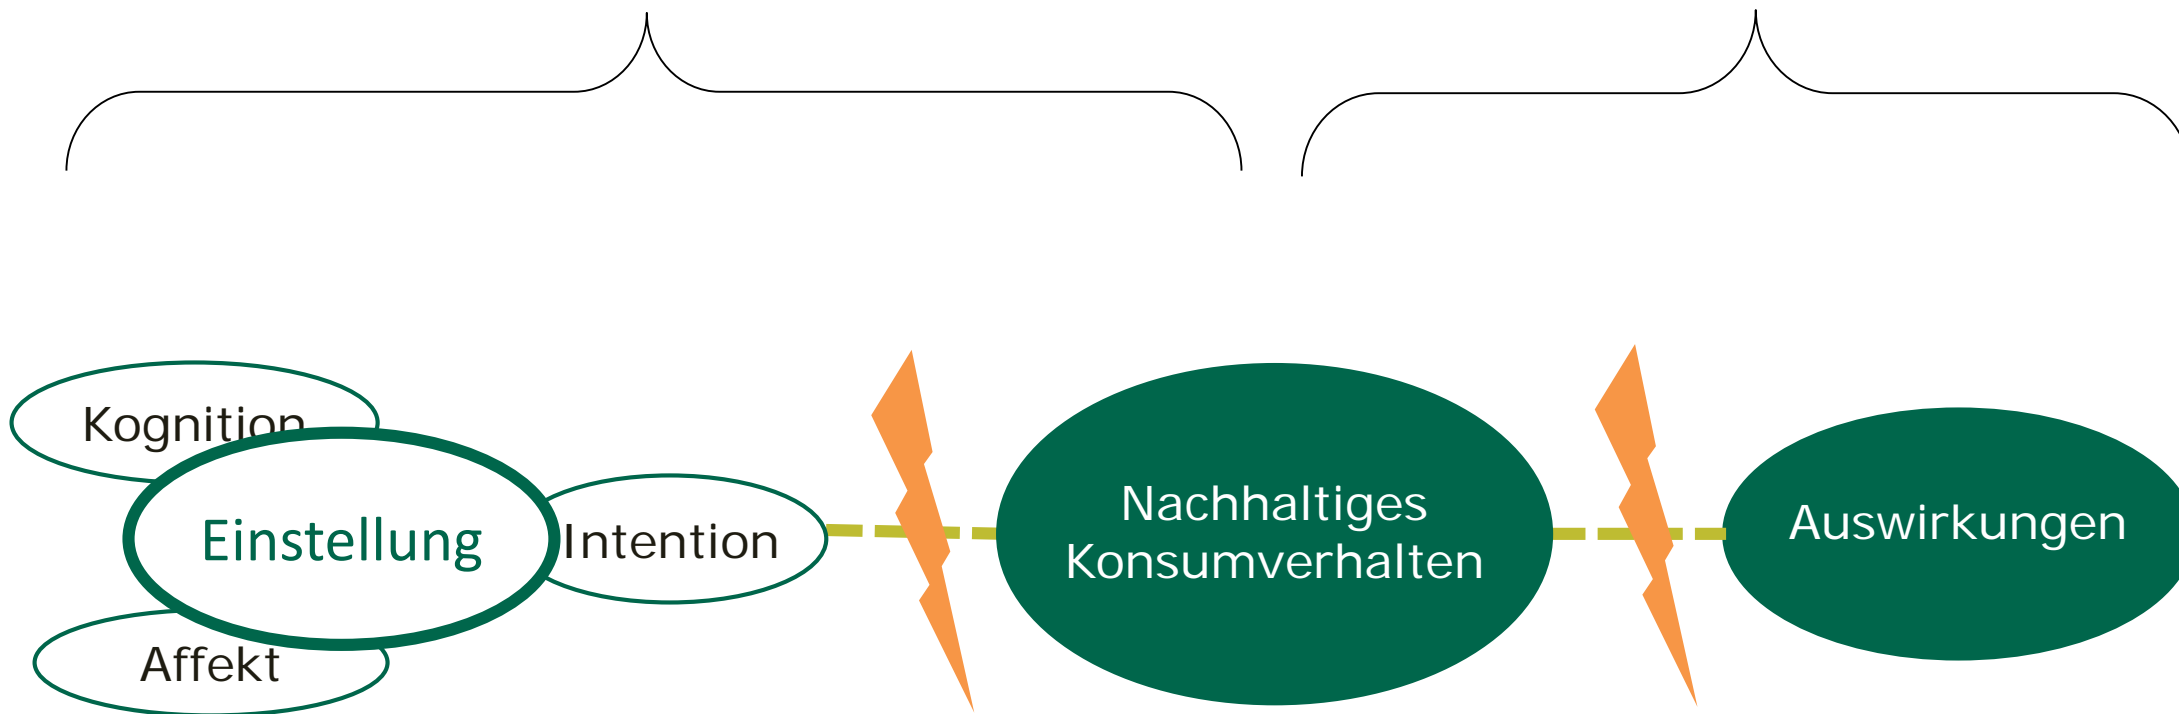 Kognition
Einstellung
Affekt
Intention
Nachhaltiges
Konsumverhalten
Auswirkungen